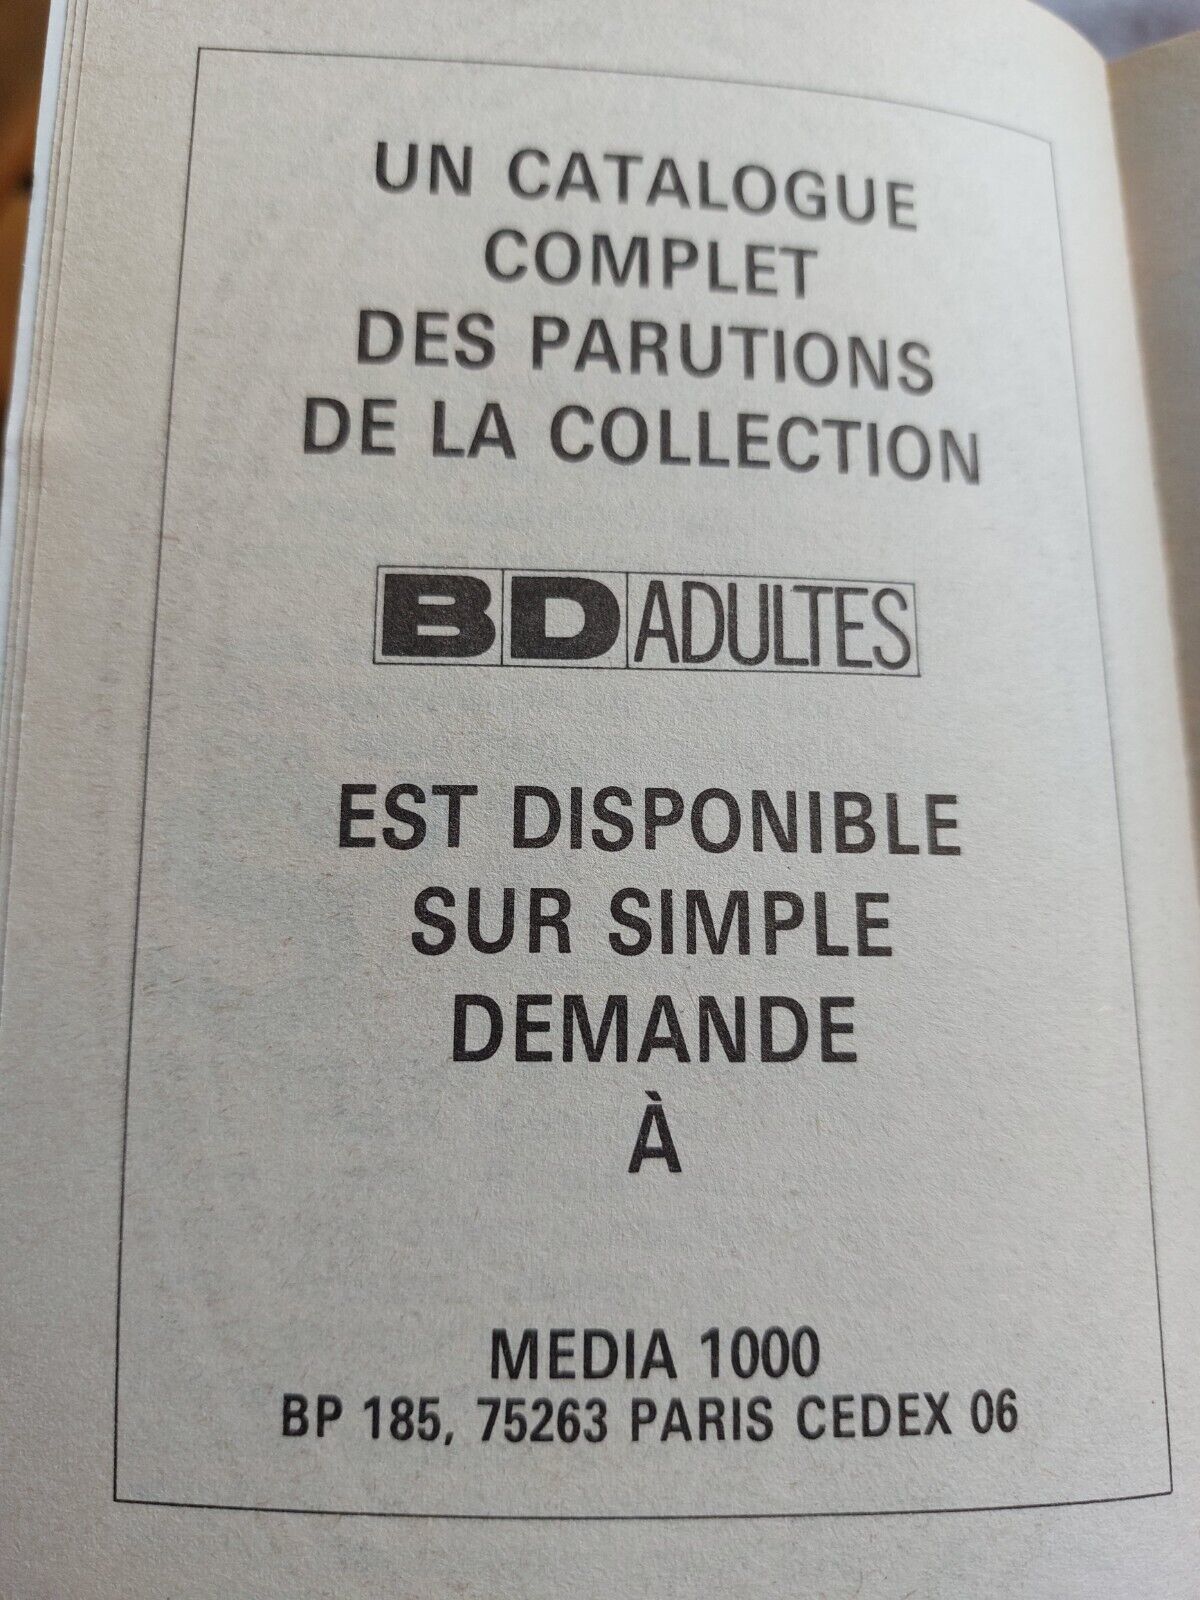 UN CATALOGUE
COMPLET
DES PARUTIONS
DE LA COLLECTION
BD ADULTES
EST DISPONIBLE
SUR SIMPLE
DEMANDE
À
MEDIA 1000
BP 185, 75263 PARIS CEDEX 06